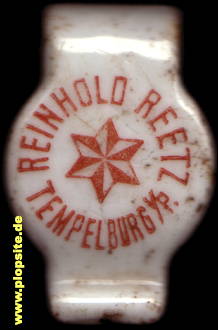 REINHOLD REETZ
TEMPELBURG i/P.
www.plopsite.de